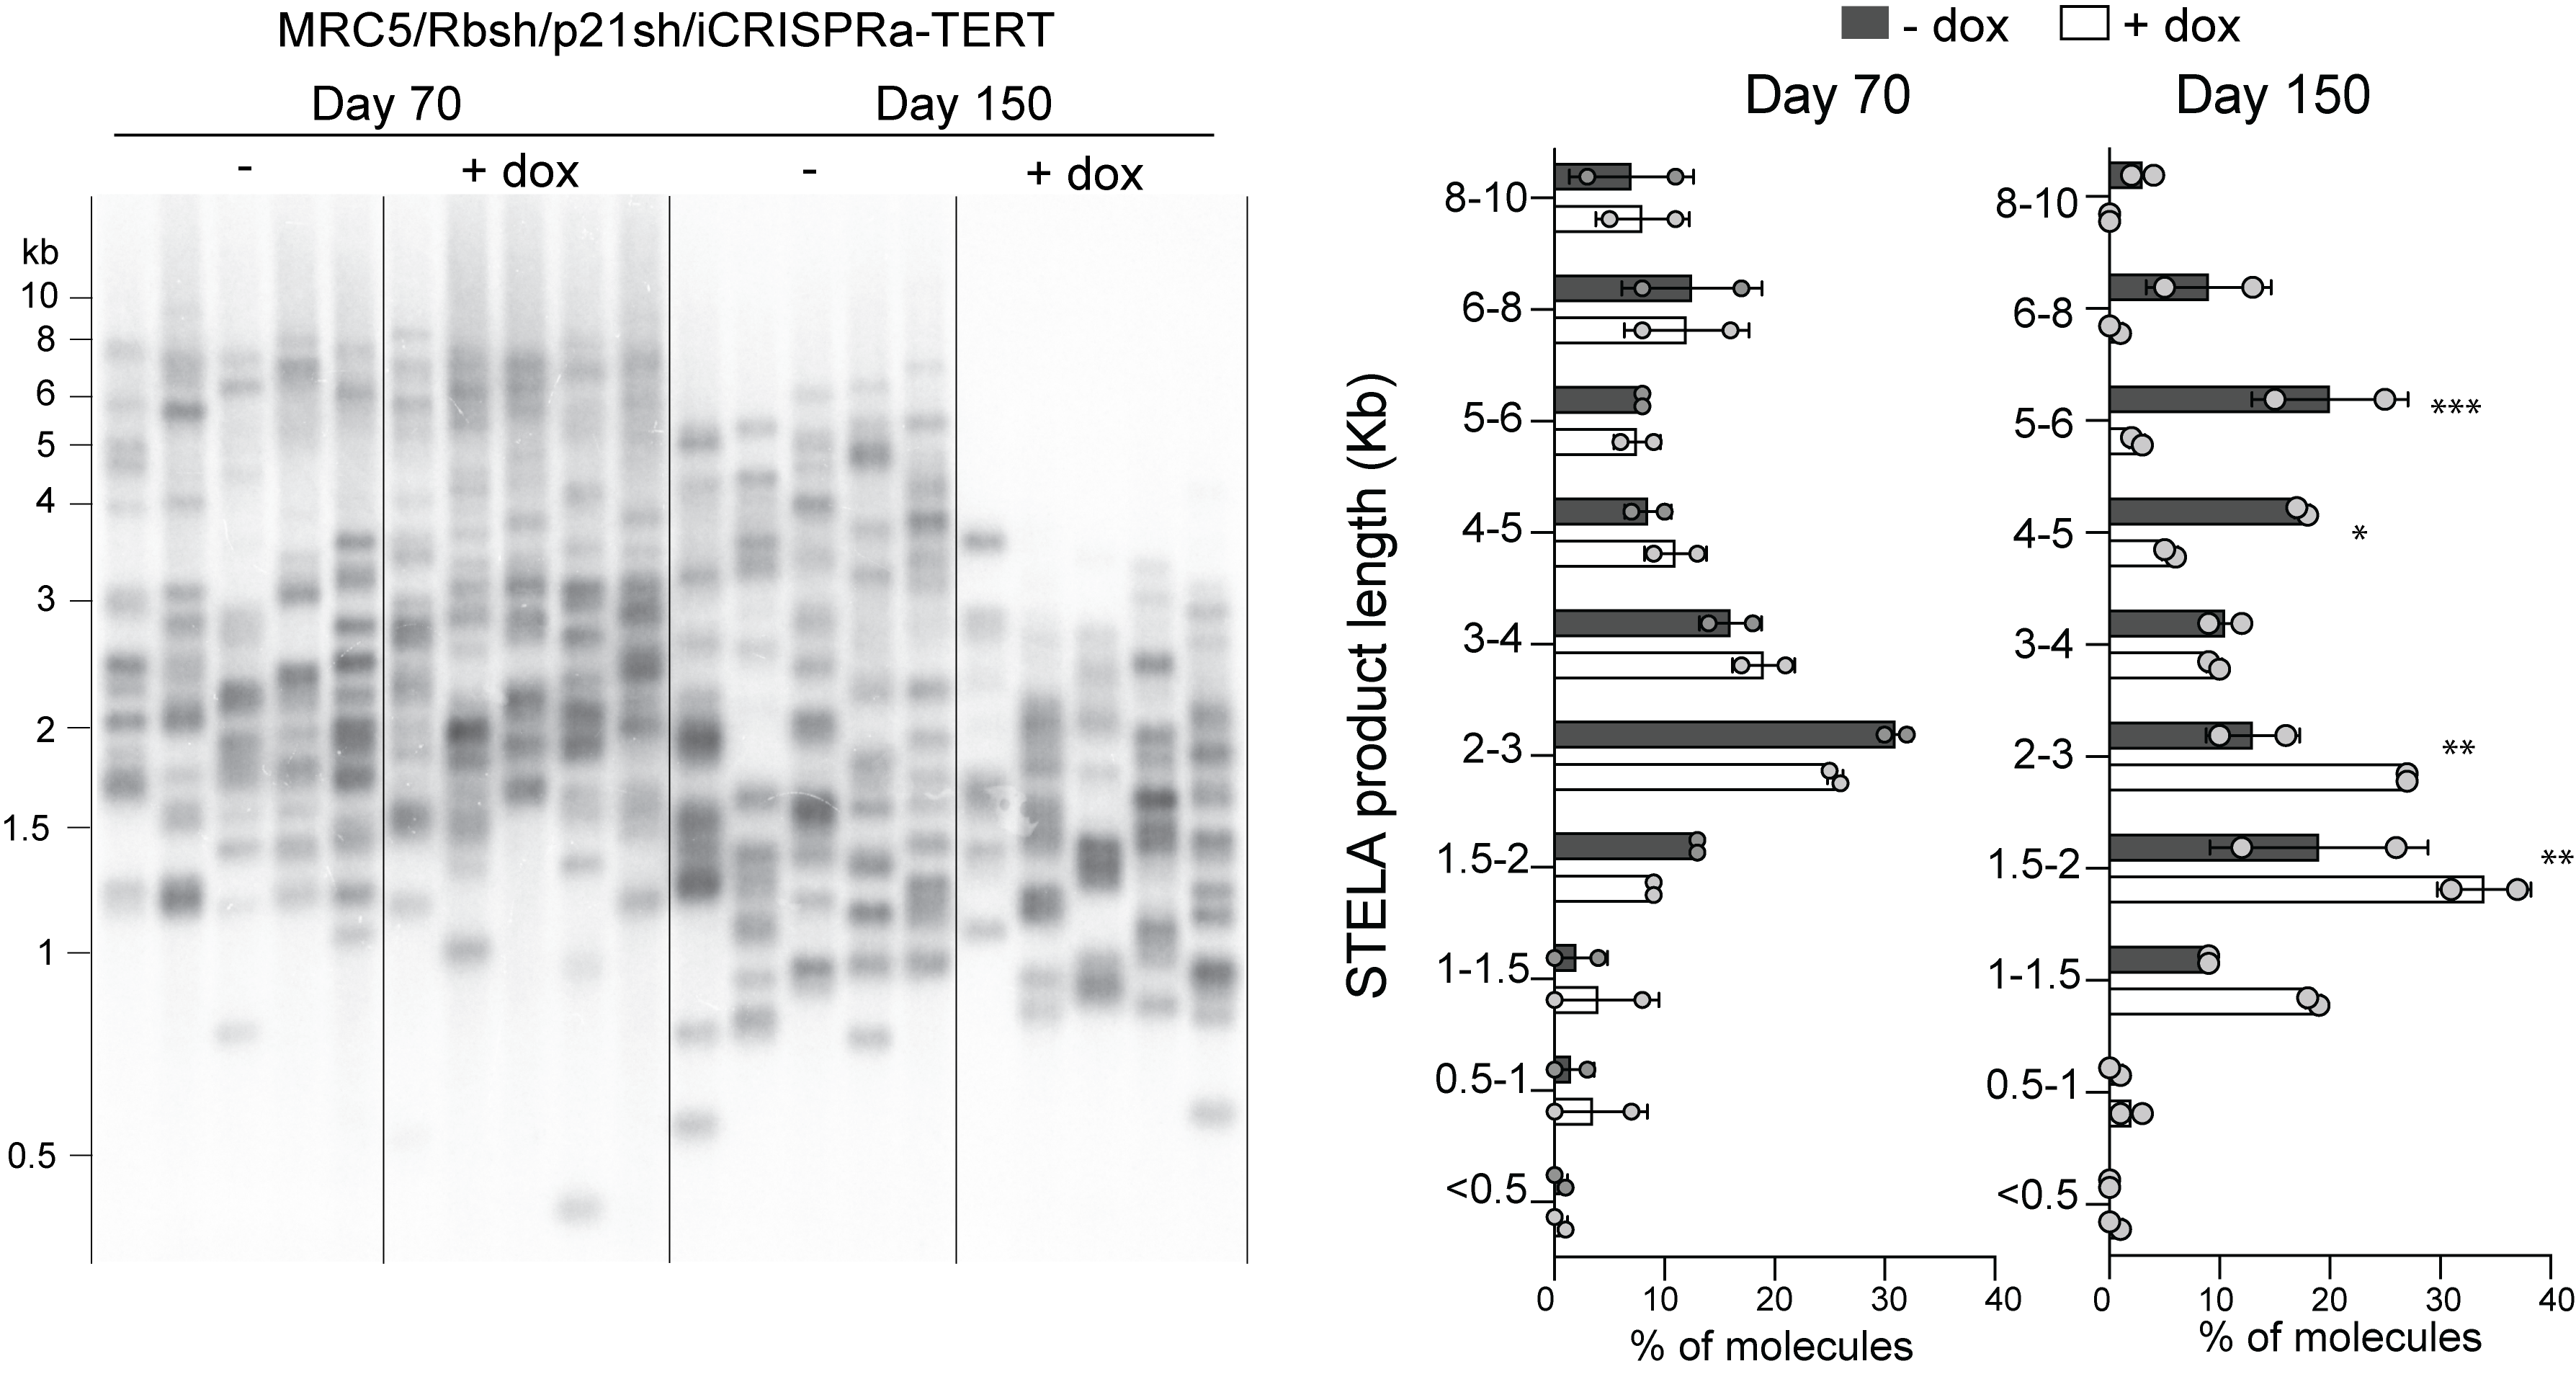 MRC5/Rbsh/p21sh/iCRISPRa-TERT
Day 70 Day 150
- + dox - + dox
kb
10
8
6
5
4
3
2
1.5
1
0.5
- dox + dox
Day 70 Day 150
STELA product length (Kb)
8-10
6-8
5-6
4-5
3-4
2-3
1.5-2
1-1.5
0.5-1
<0.5
0 10 20 30 40
% of molecules
8-10
6-8
5-6 ***
4-5 *
3-4
2-3 **
1.5-2 **
1-1.5
0.5-1
<0.5
0 10 20 30 40
% of molecules